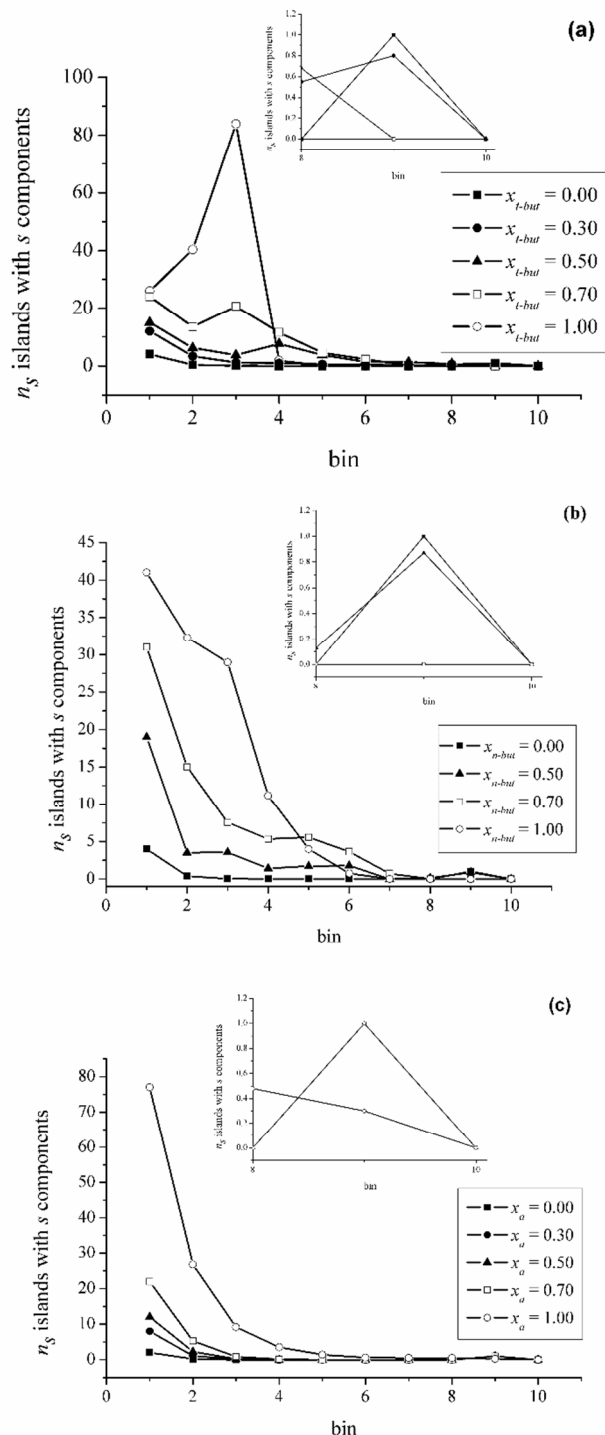 (a)
n_s islands with s components
1.2
1.0
0.8
0.6
0.4
0.2
0.0
8
10
bin
n_s islands with s components
100
80
60
40
20
0
x_t-but = 0.00
x_t-but = 0.30
x_t-but = 0.50
x_t-but = 0.70
x_t-but = 1.00
0 2 4 6 8 10
bin
(b)
n_s islands with s components
1.2
1.0
0.8
0.6
0.4
0.2
0.0
8
10
bin
n_s islands with s components
45
40
35
30
25
20
15
10
5
0
x_n-but = 0.00
x_n-but = 0.50
x_n-but = 0.70
x_n-but = 1.00
0 2 4 6 8 10
bin
(c)
n_s islands with s components
1.2
1.0
0.8
0.6
0.4
0.2
0.0
8
10
bin
n_s islands with s components
80
70
60
50
40
30
20
10
0
x_a = 0.00
x_a = 0.30
x_a = 0.50
x_a = 0.70
x_a = 1.00
0 2 4 6 8 10
bin